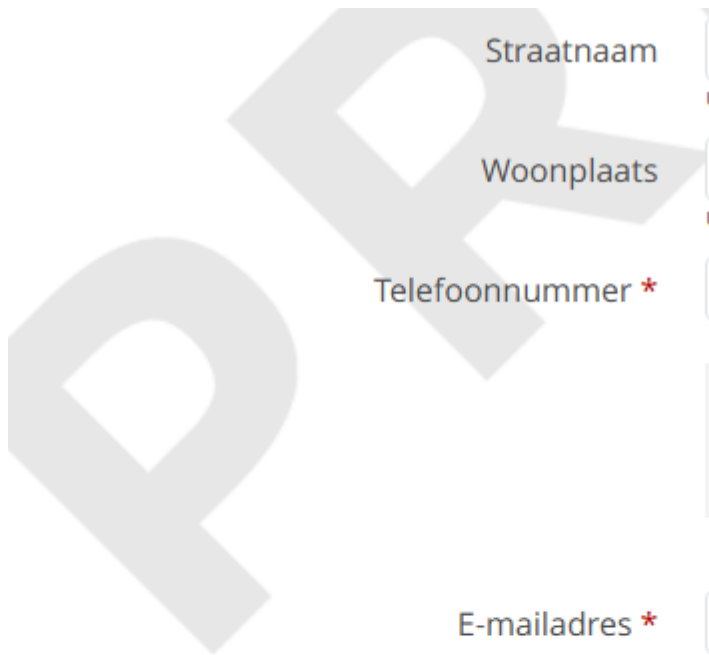 Straatnaam
Woonplaats
Telefoonnummer *
E-mailadres *
PR